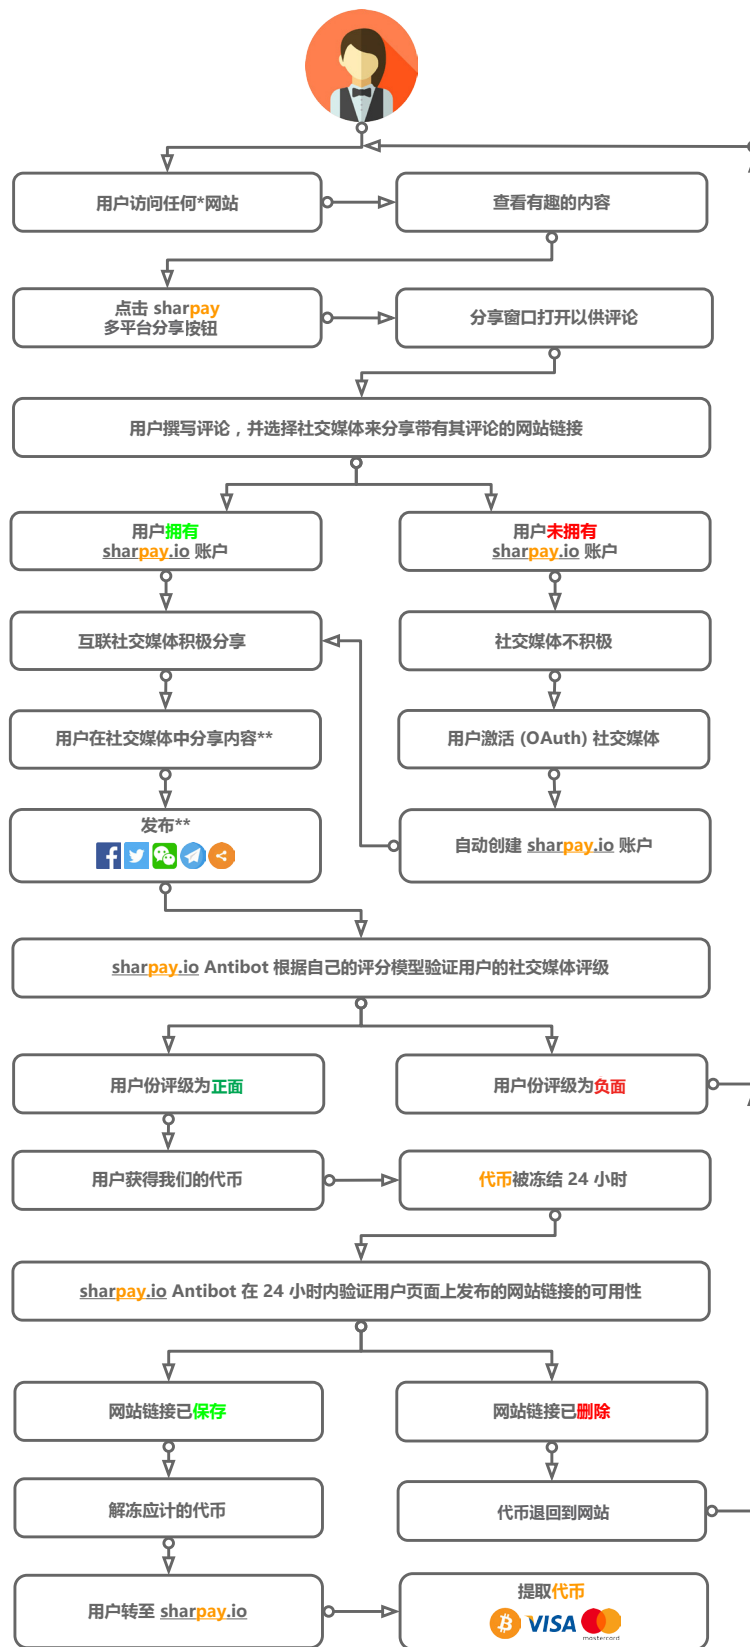 用户访问任何*网站
查看有趣的内容
点击 sharpay
多平台分享按钮
分享窗口打开以供评论
用户撰写评论，并选择社交媒体来分享带有其评论的网站链接
用户拥有
sharpay.io 账户
用户未拥有
sharpay.io 账户
互联社交媒体积极分享
社交媒体不积极
用户在社交媒体中分享内容**
用户激活 (OAuth) 社交媒体
发布**
自动创建 sharpay.io 账户
sharpay.io Antibot 根据自己的评分模型验证用户的社交媒体评级
用户份评级为正面
用户份评级为负面
用户获得我们的代币
代币被冻结 24 小时
sharpay.io Antibot 在 24 小时内验证用户页面上发布的网站链接的可用性
网站链接已保存
网站链接已删除
解冻应计的代币
代币退回到网站
用户转至 sharpay.io
提取代币
VISA
mastercard